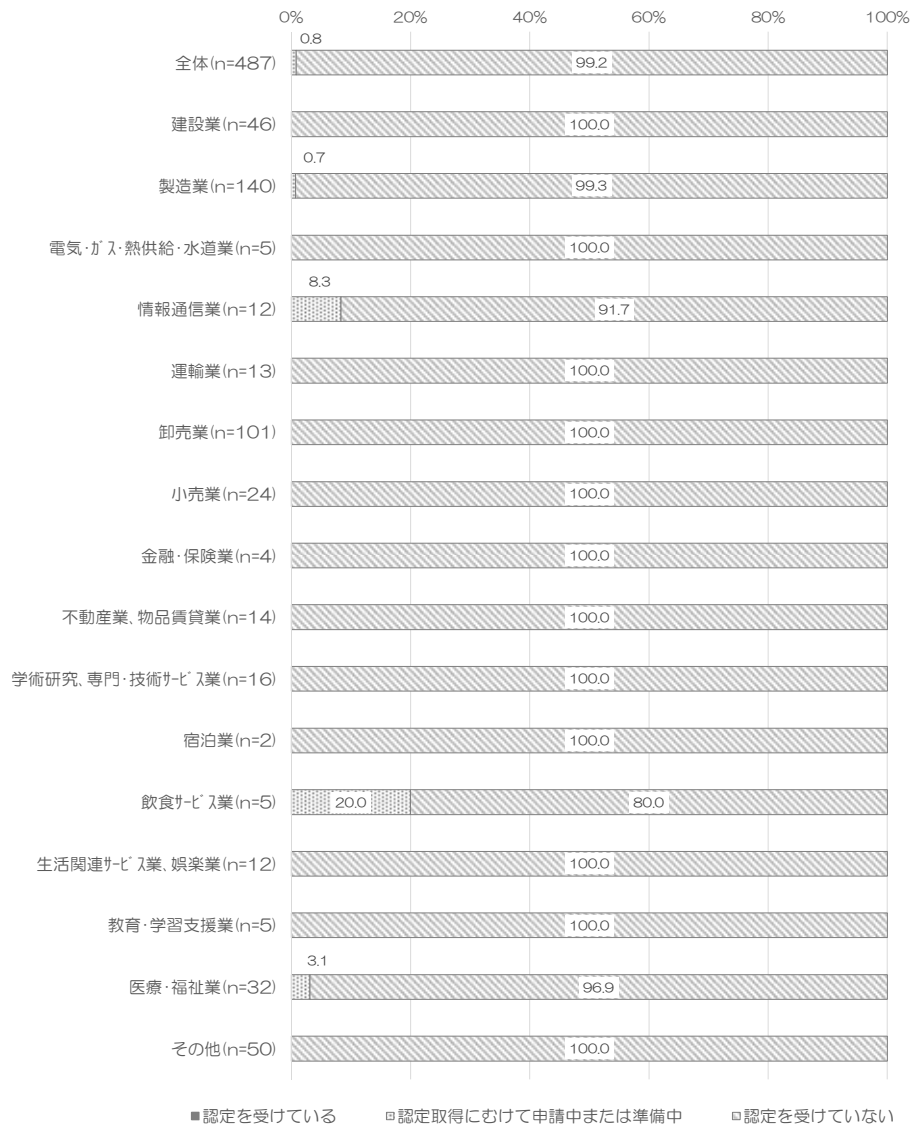 0% 20% 40% 60% 80% 100%
0.8
全体(n=487) 99.2
建設業(n=46) 100.0
0.7
製造業(n=140) 99.3
電気・ガス・熱供給・水道業(n=5) 100.0
8.3
情報通信業(n=12) 91.7
運輸業(n=13) 100.0
卸売業(n=101) 100.0
小売業(n=24) 100.0
金融・保険業(n=4) 100.0
不動産業、物品賃貸業(n=14) 100.0
学術研究、専門・技術サービス業(n=16) 100.0
宿泊業(n=2) 100.0
飲食サービス業(n=5) 20.0 80.0
生活関連サービス業、娯楽業(n=12) 100.0
教育・学習支援業(n=5) 100.0
3.1
医療・福祉業(n=32) 96.9
その他(n=50) 100.0
認定を受けている 認定取得にむけて申請中または準備中 認定を受けていない